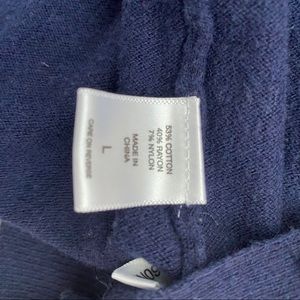 53% COTTON
40% RAYON
7% NYLON
MADE IN
CHINA
L
CARE ON REVERSE